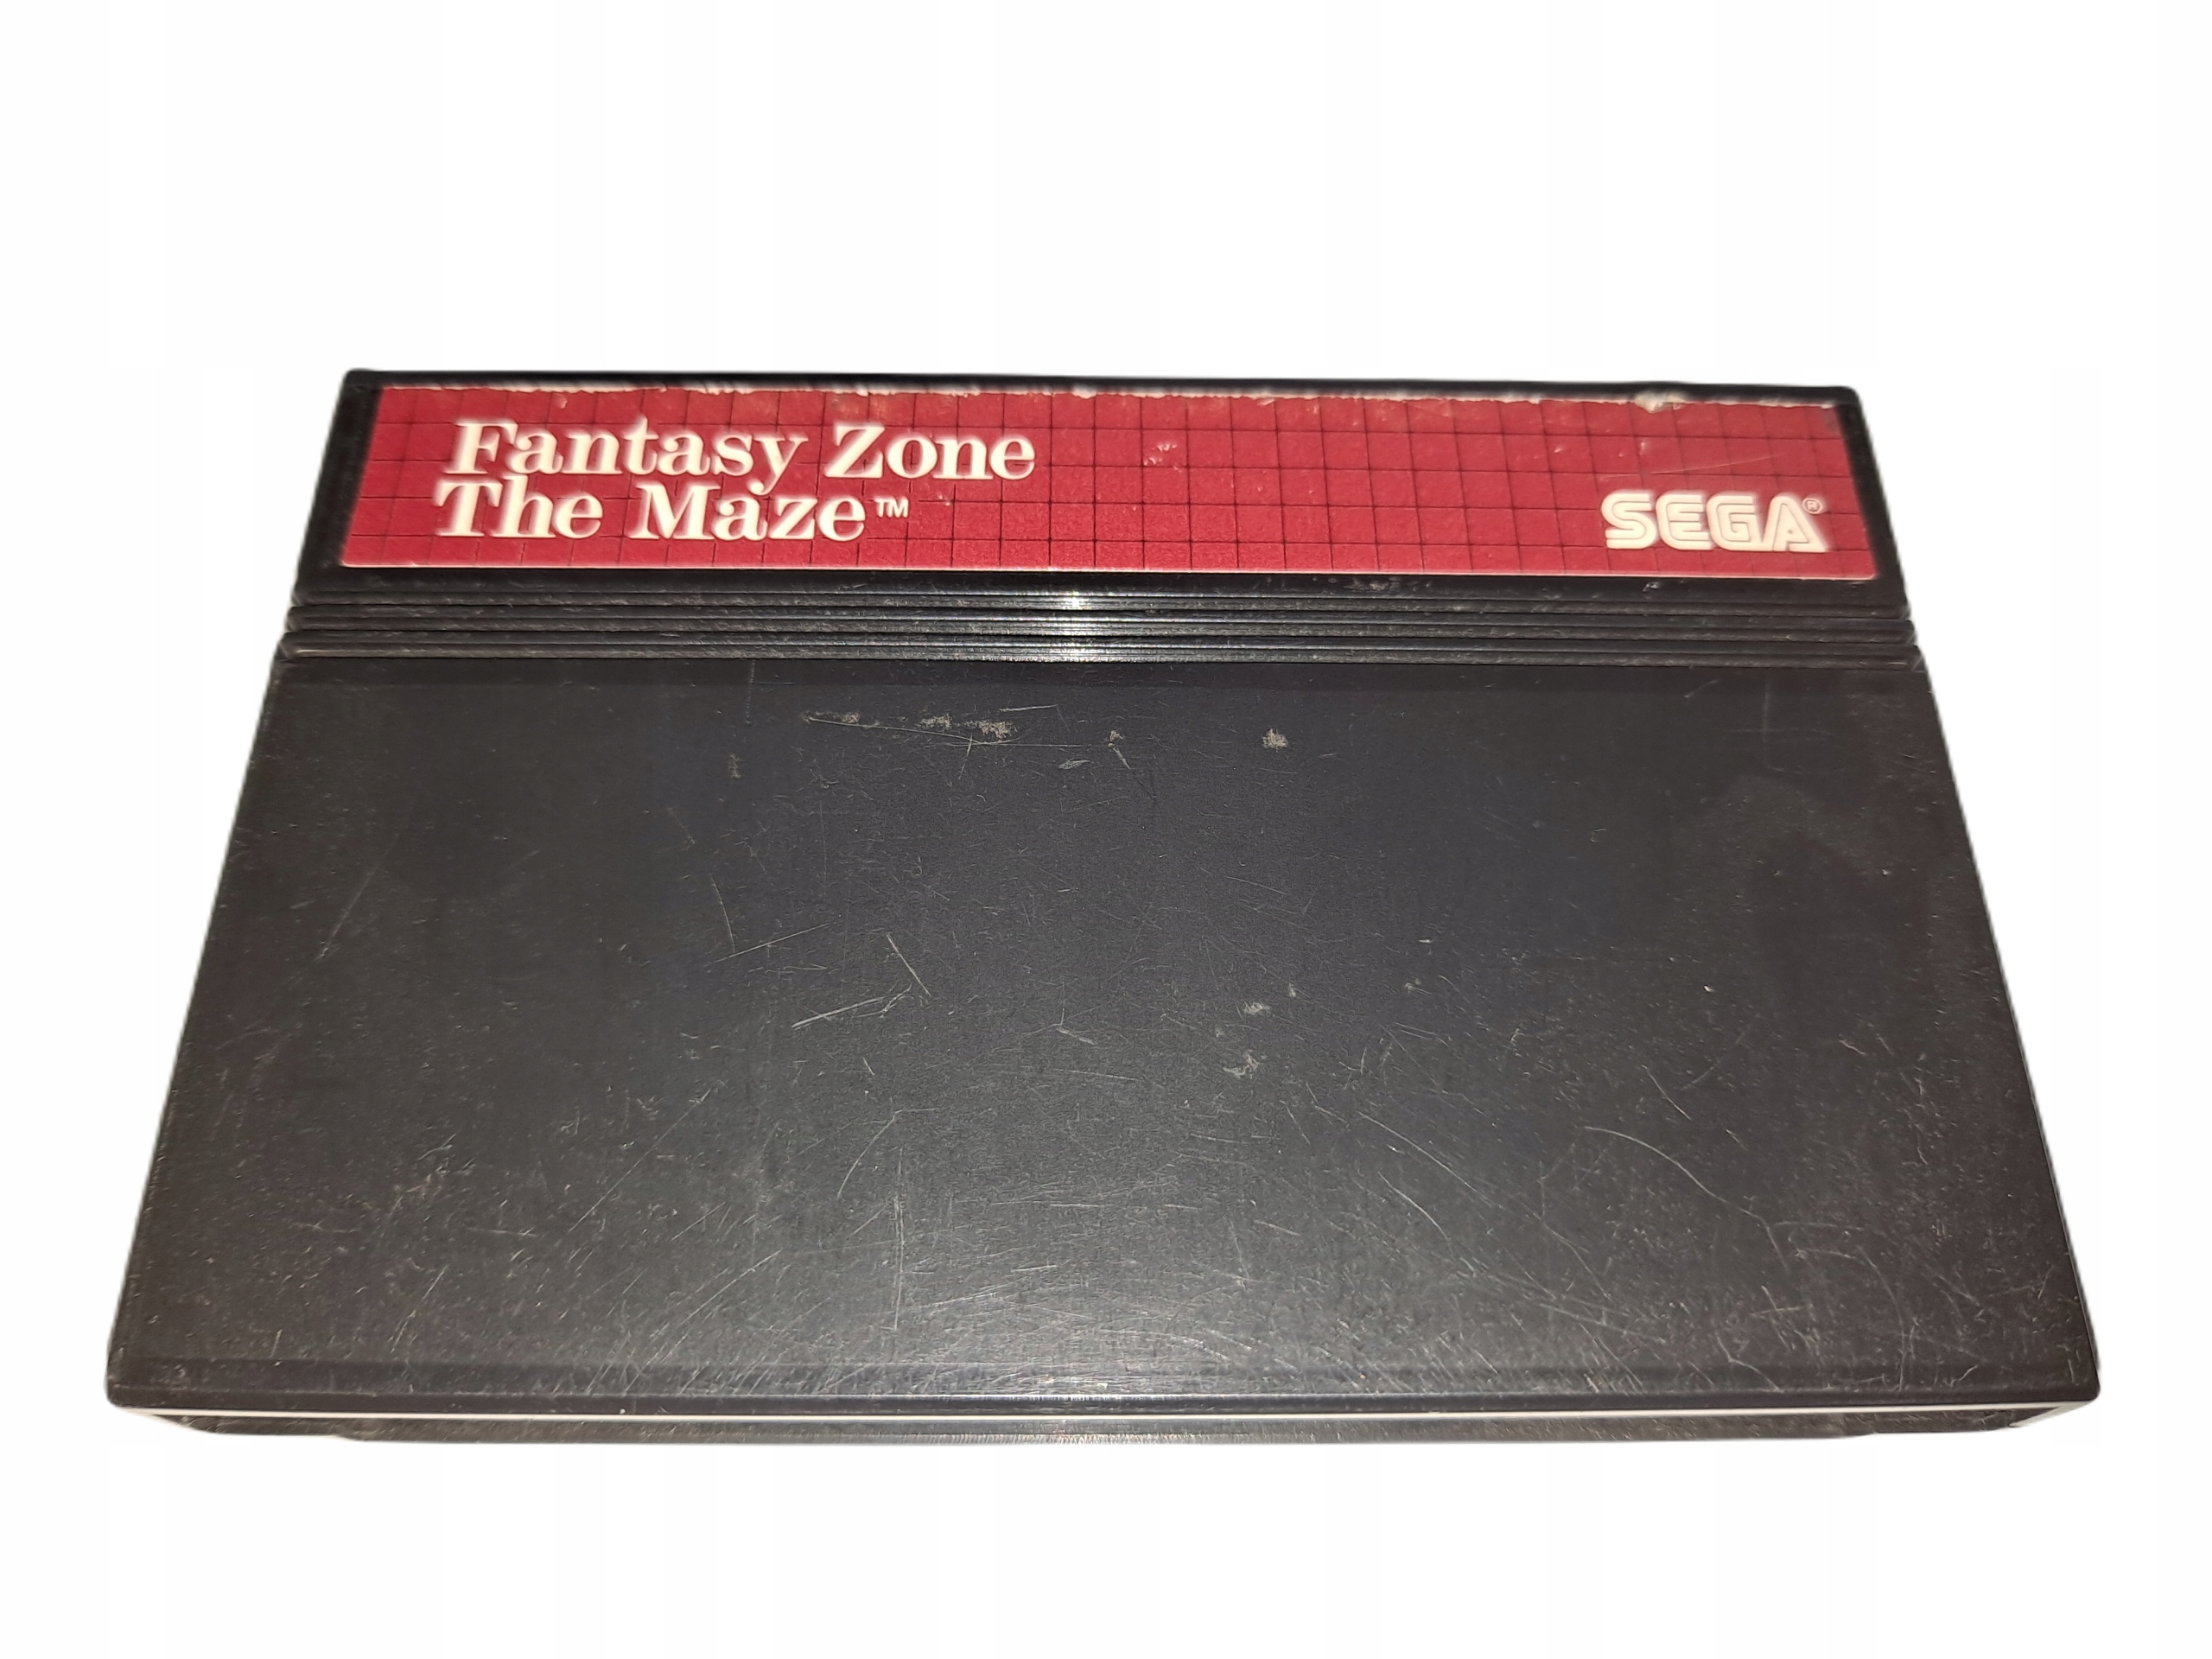 Fantasy Zone
The Maze™
SEGA®